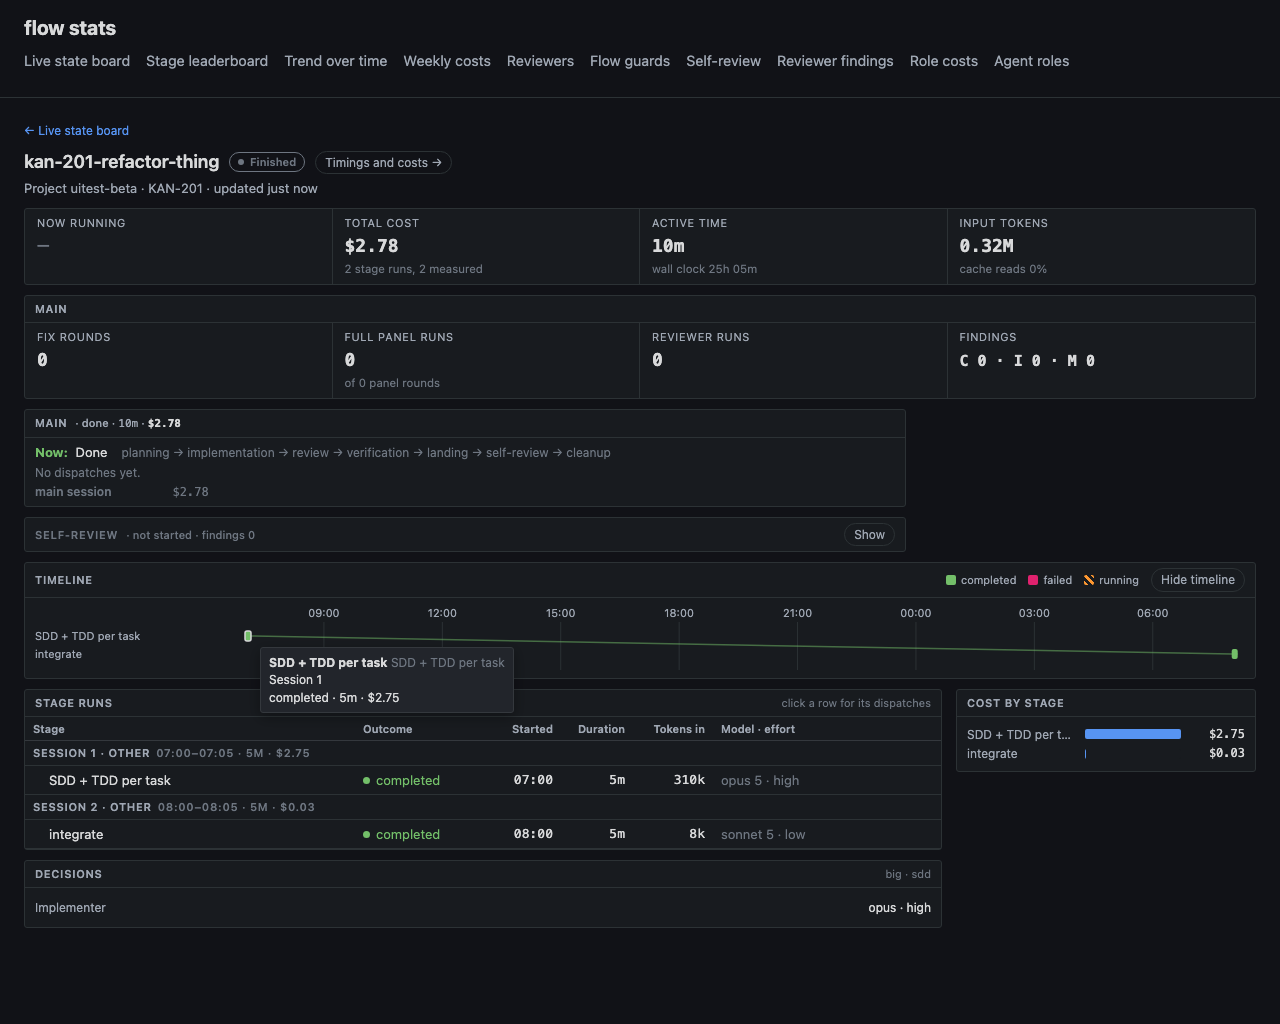 flow stats
Live state board Stage leaderboard Trend over time Weekly costs Reviewers Flow guards Self-review Reviewer findings Role costs Agent roles
← Live state board
kan-201-refactor-thing Finished Timings and costs →
Project uitest-beta · KAN-201 · updated just now
NOW RUNNING TOTAL COST ACTIVE TIME INPUT TOKENS
— $2.78 10m 0.32M
2 stage runs, 2 measured wall clock 25h 05m cache reads 0%
MAIN
FIX ROUNDS FULL PANEL RUNS REVIEWER RUNS FINDINGS
0 0 0 C 0 · I 0 · M 0
of 0 panel rounds
MAIN · done · 10m · $2.78
Now: Done planning → implementation → review → verification → landing → self-review → cleanup
No dispatches yet.
main session $2.78
SELF-REVIEW · not started · findings 0 Show
TIMELINE completed failed running Hide timeline
09:00 12:00 15:00 18:00 21:00 00:00 03:00 06:00
SDD + TDD per task
integrate
SDD + TDD per task SDD + TDD per task
Session 1
completed · 5m · $2.75
STAGE RUNS click a row for its dispatches
Stage Outcome Started Duration Tokens in Model · effort
SESSION 1 · OTHER 07:00–07:05 · 5M · $2.75
SDD + TDD per task completed 07:00 5m 310k opus 5 · high
SESSION 2 · OTHER 08:00–08:05 · 5M · $0.03
integrate completed 08:00 5m 8k sonnet 5 · low
COST BY STAGE
SDD + TDD per t... $2.75
integrate $0.03
DECISIONS big · sdd
Implementer opus · high